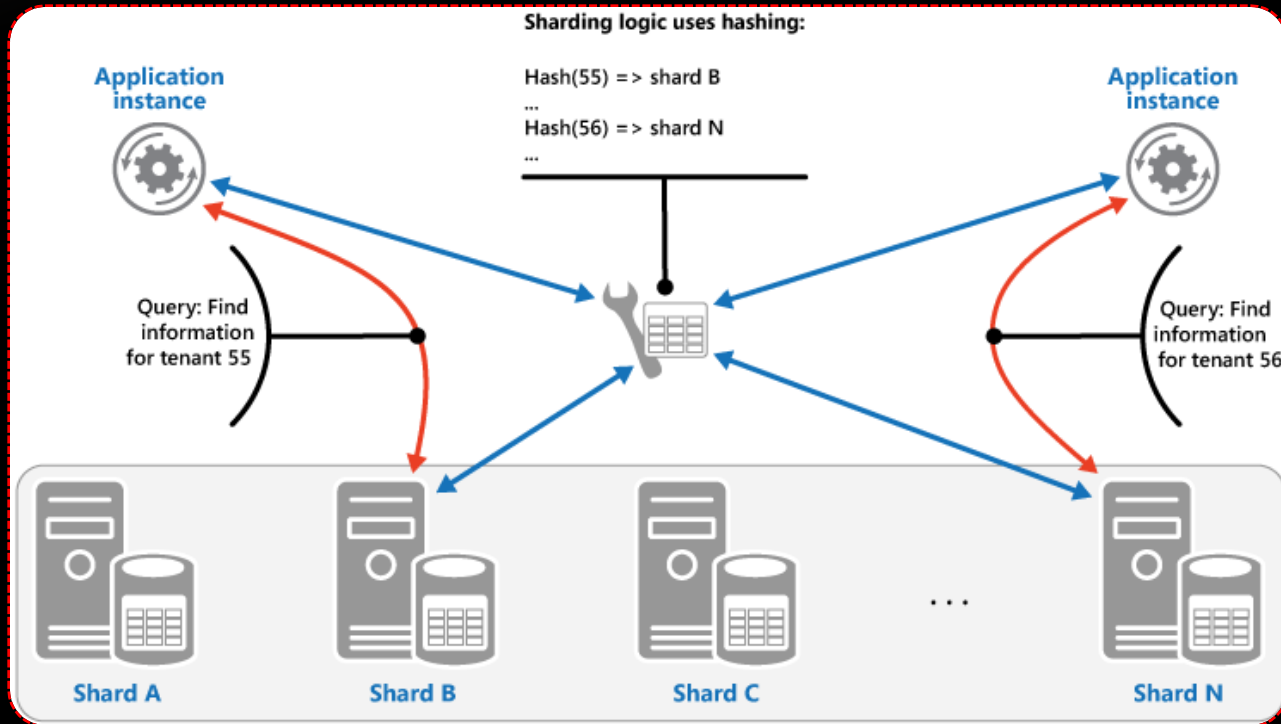 Sharding logic uses hashing:
Hash(55) => shard B
...
Hash(56) => shard N
...
Application
instance
Application
instance
Query: Find
information
for tenant 55
Query: Find
information
for tenant 56
. . .
Shard A
Shard B
Shard C
Shard N